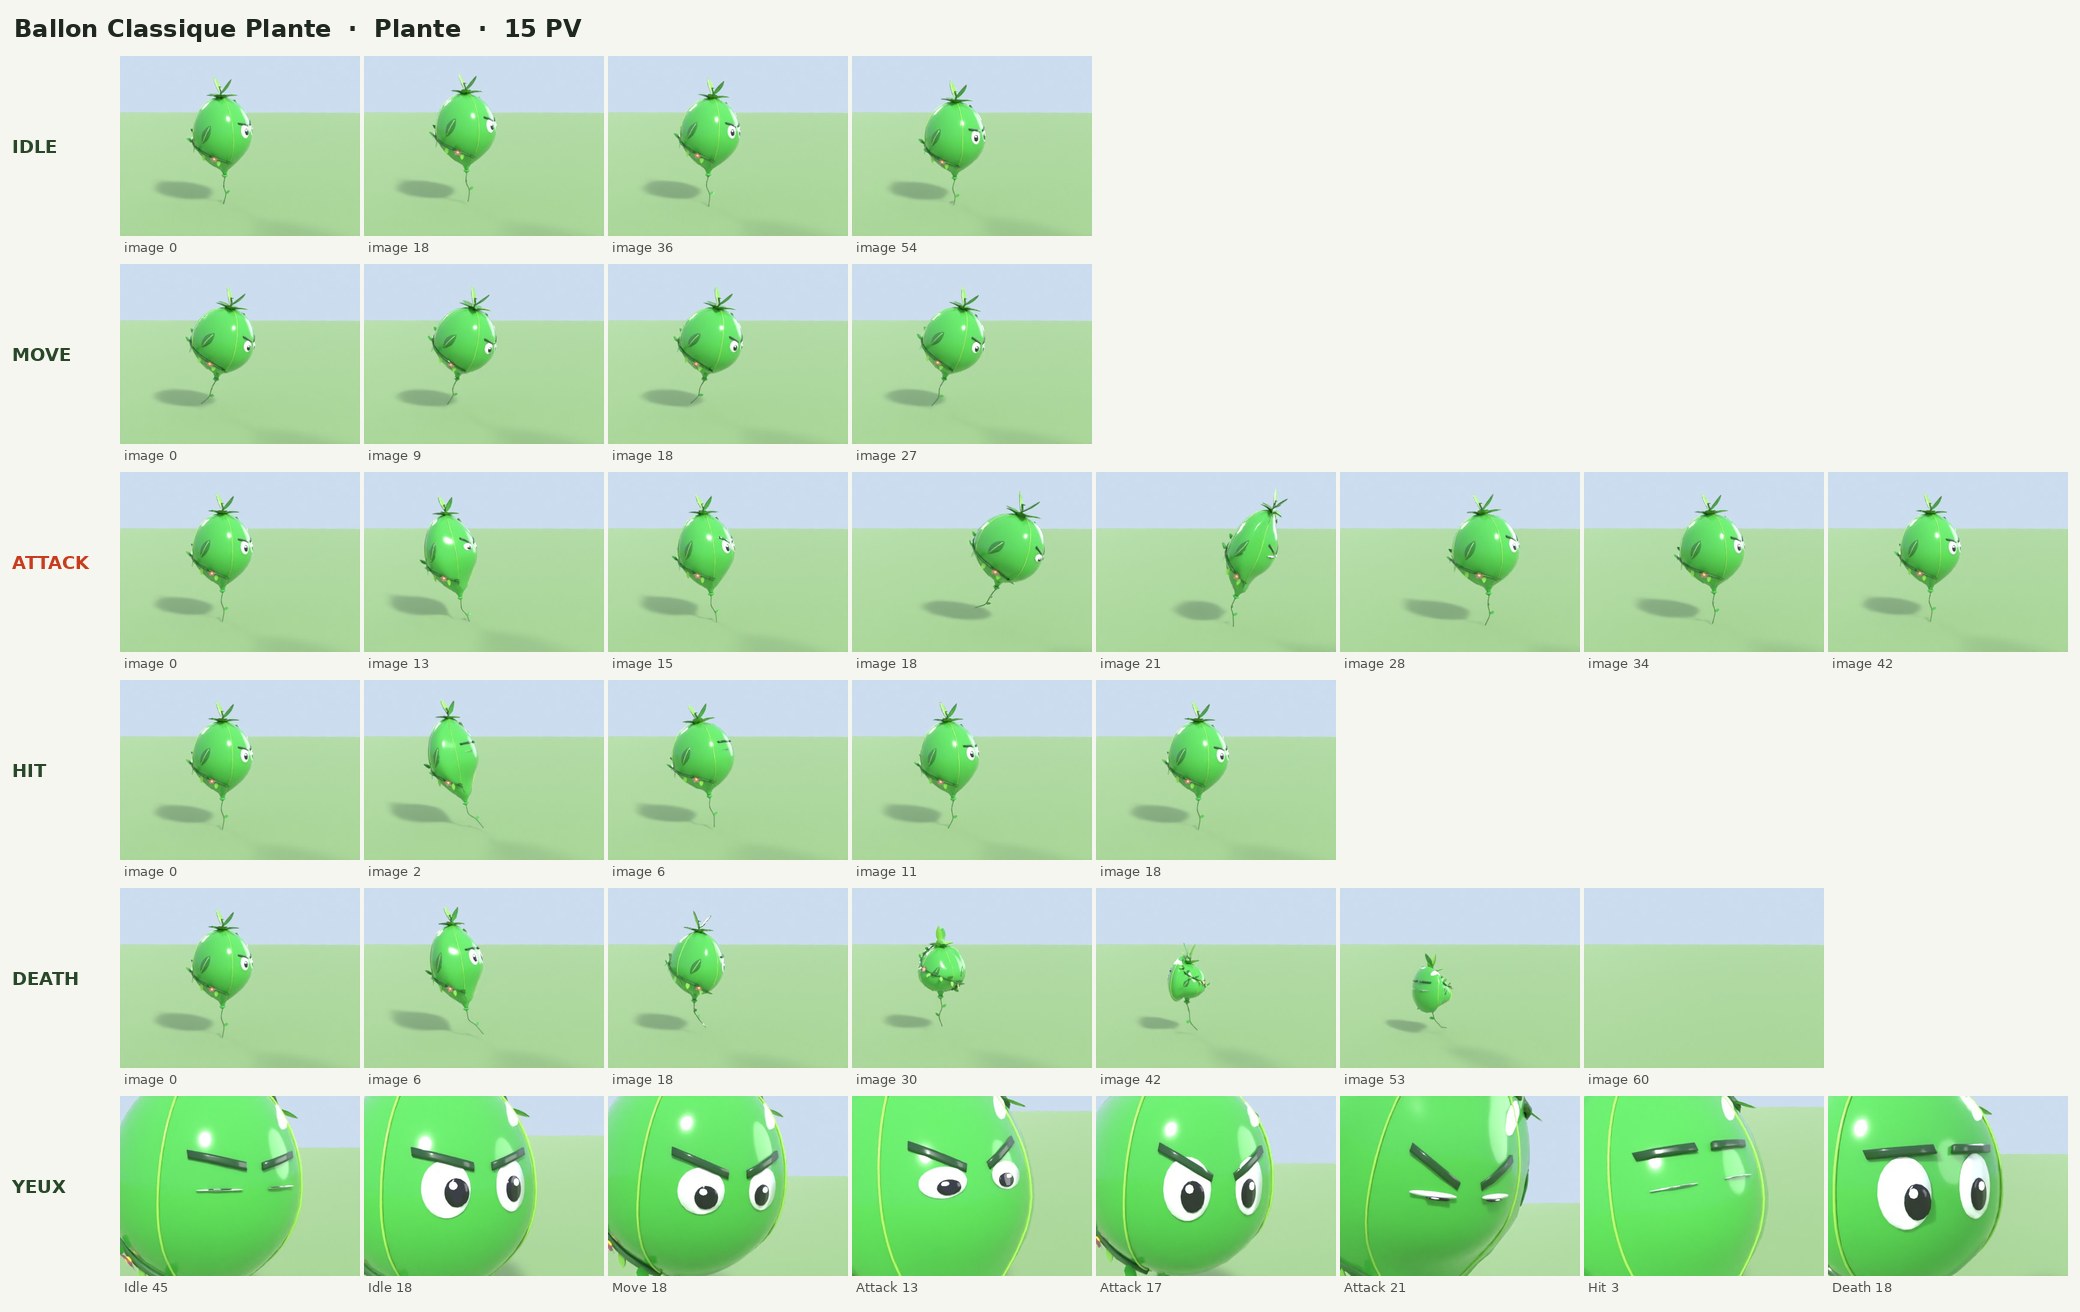 Ballon Classique Plante · Plante · 15 PV
IDLE
image 0 image 18 image 36 image 54
MOVE
image 0 image 9 image 18 image 27
ATTACK
image 0 image 13 image 15 image 18 image 21 image 28 image 34 image 42
HIT
image 0 image 2 image 6 image 11 image 18
DEATH
image 0 image 6 image 18 image 30 image 42 image 53 image 60
YEUX
Idle 45 Idle 18 Move 18 Attack 13 Attack 17 Attack 21 Hit 3 Death 18